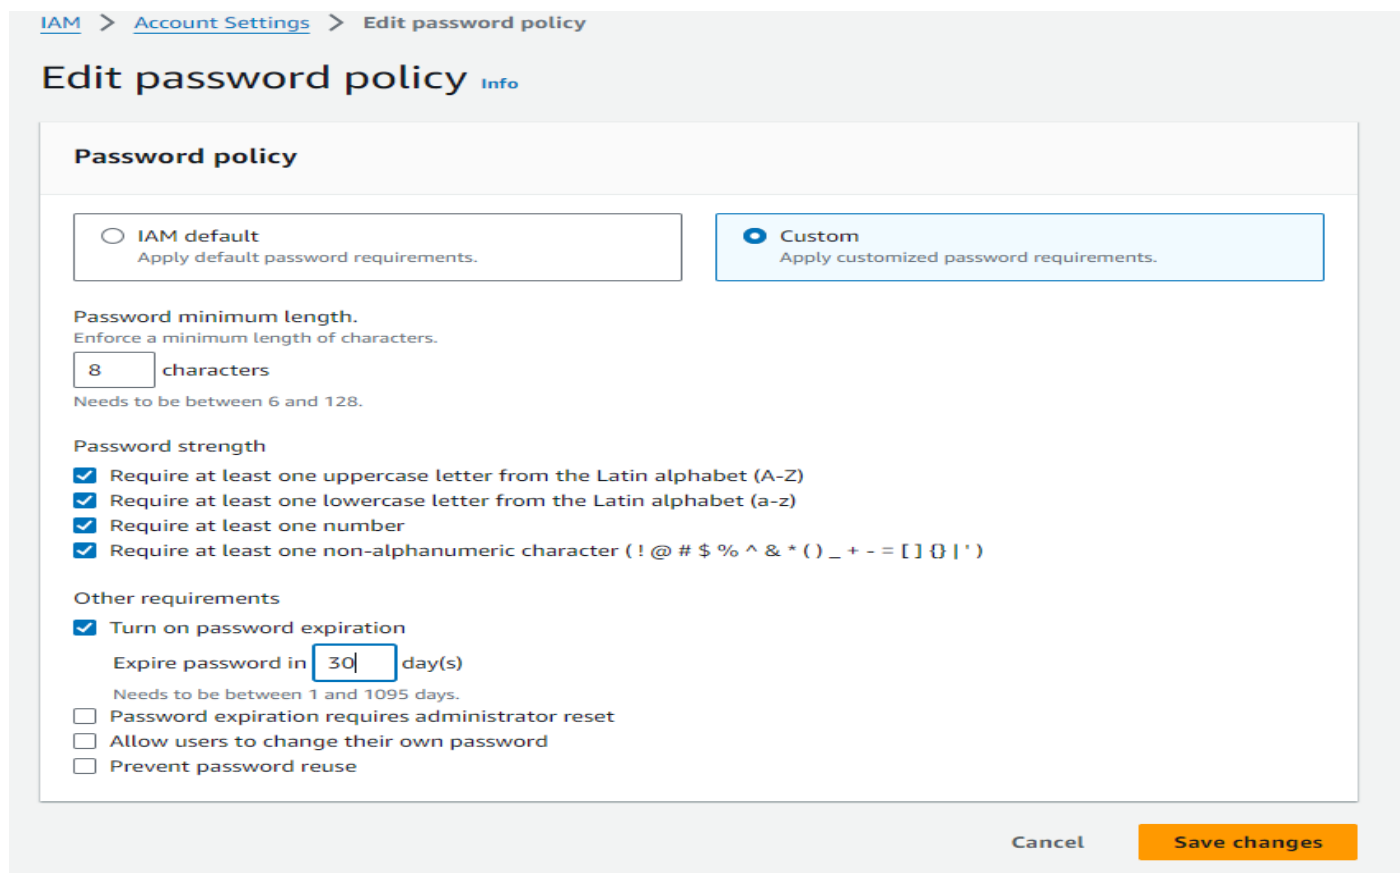 IAM > Account Settings > Edit password policy
Edit password policy Info
Password policy
IAM default
Apply default password requirements.
Custom
Apply customized password requirements.
Password minimum length.
Enforce a minimum length of characters.
8 characters
Needs to be between 6 and 128.
Password strength
Require at least one uppercase letter from the Latin alphabet (A-Z)
Require at least one lowercase letter from the Latin alphabet (a-z)
Require at least one number
Require at least one non-alphanumeric character ( ! @ # $ % ^ & * ( ) _ + - = [ ] { } | ' )
Other requirements
Turn on password expiration
Expire password in 30 day(s)
Needs to be between 1 and 1095 days.
Password expiration requires administrator reset
Allow users to change their own password
Prevent password reuse
Cancel Save changes